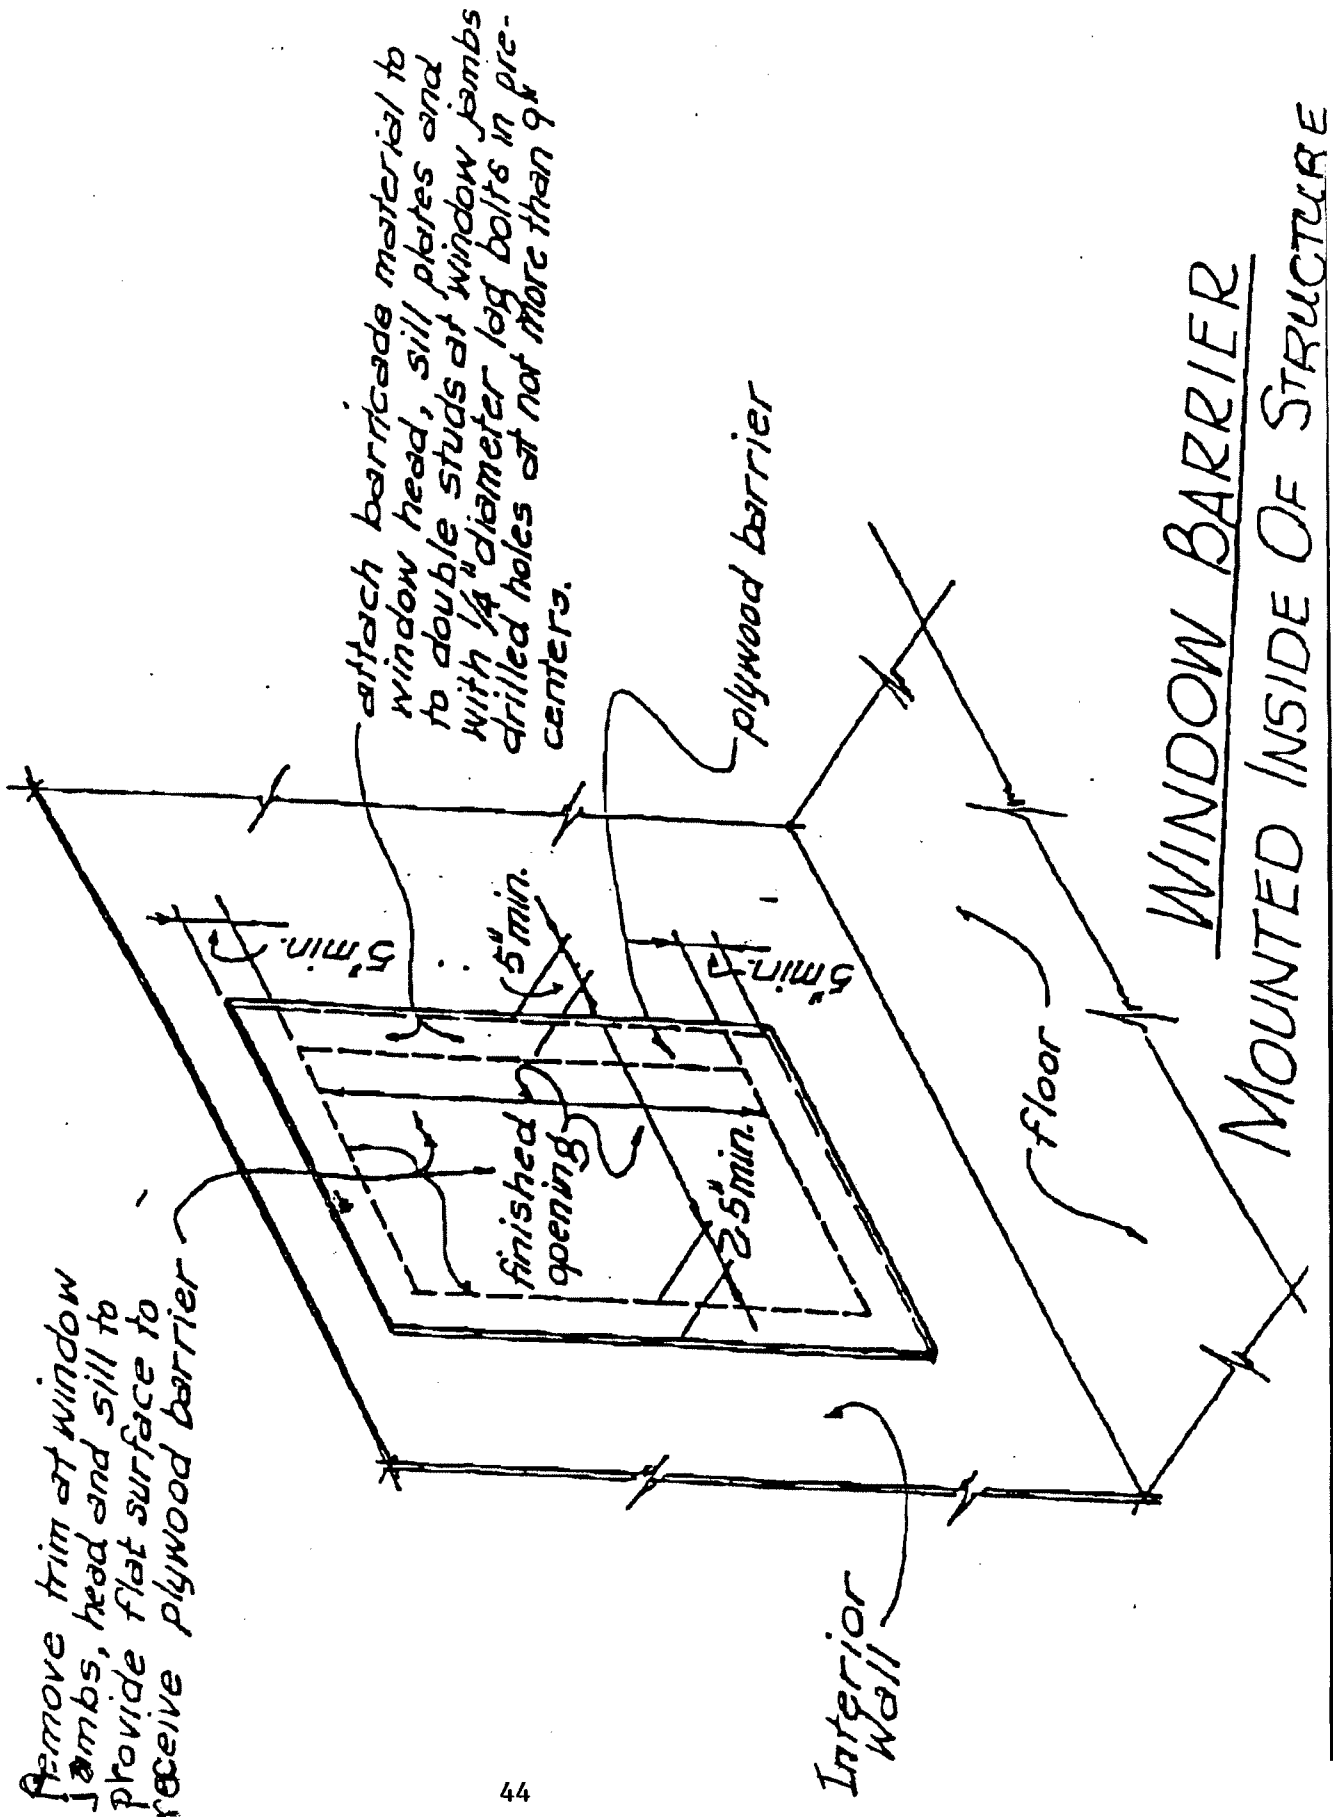 Remove trim at window
Jambs, head and sill to
provide flat surface to
receive plywood barrier
attach barricade material to
window head, sill plates and
to double studs at window jambs
with 1/4" diameter lag bolts in pre-
drilled holes at not more than 9"
centers.
5" min.
5" min.
finished
opening
2.5" min.
5" min.
plywood barrier
Interior
Wall
floor
WINDOW BARRIER
MOUNTED INSIDE OF STRUCTURE
44